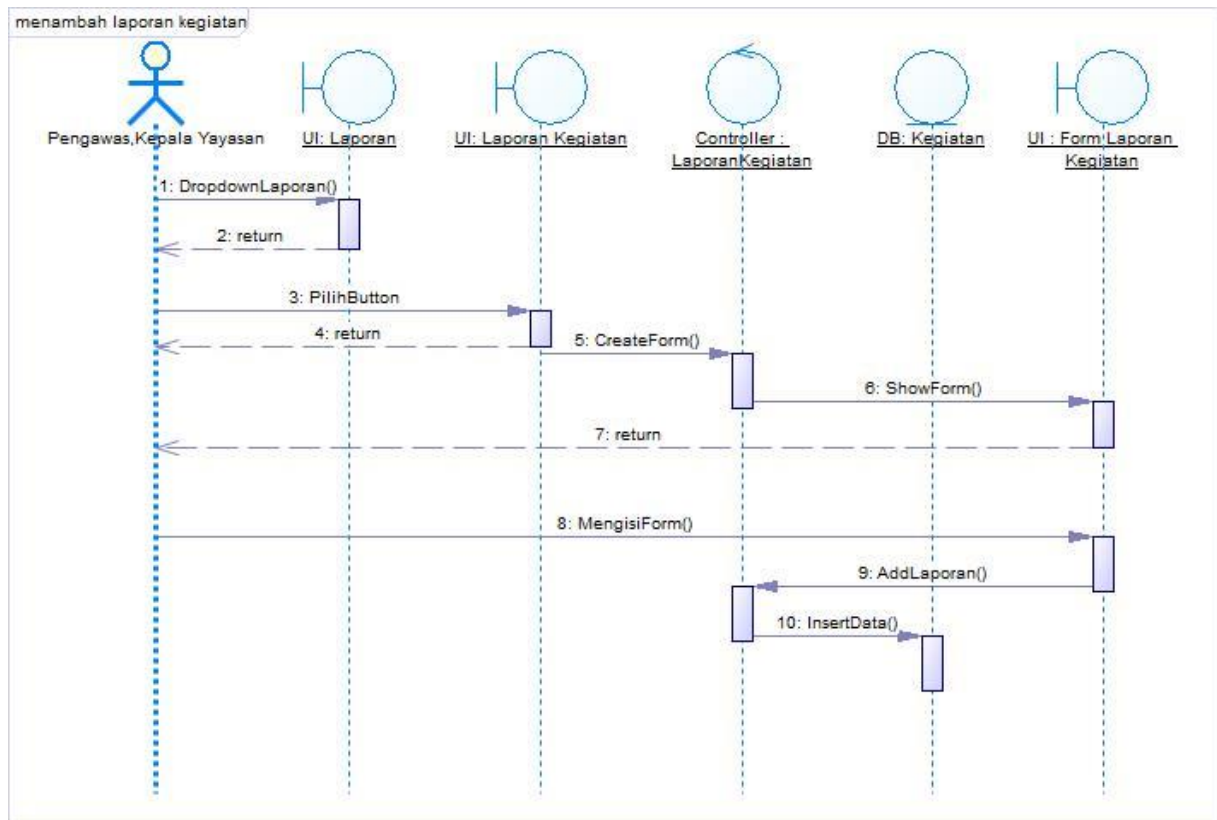 menambah laporan kegiatan
Pengawas,Kepala Yayasan
UI: Laporan
UI: Laporan Kegiatan
Controller :
LaporanKegiatan
DB: Kegiatan
UI : Form Laporan
Kegiatan
1: DropdownLaporan()
2: return
3: PilihButton
4: return
5: CreateForm()
6: ShowForm()
7: return
8: MengisiForm()
9: AddLaporan()
10: InsertData()